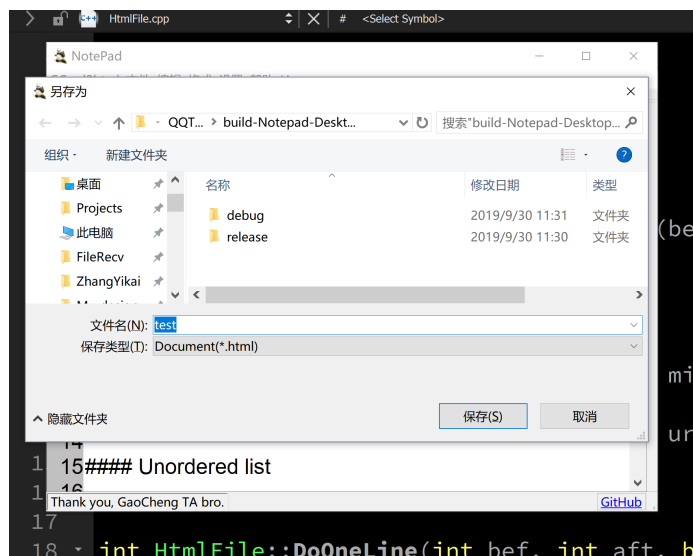 HtmlFile.cpp # <Select Symbol>
NotePad
另存为
QQT... > build-Notepad-Deskt... 搜索"build-Notepad-Desktop...
组织 新建文件夹
桌面
Projects
此电脑
FileRecv
ZhangYikai
名称 修改日期 类型
debug 2019/9/30 11:31 文件夹
release 2019/9/30 11:30 文件夹
(be
文件名(N): test
保存类型(T): Document(*.html)
mi
隐藏文件夹 保存(S) 取消
ur
14
15 #### Unordered list
16
Thank you, GaoCheng TA bro. GitHub
17
18 int HtmlFile::DoOneLine(int bef, int aft, h